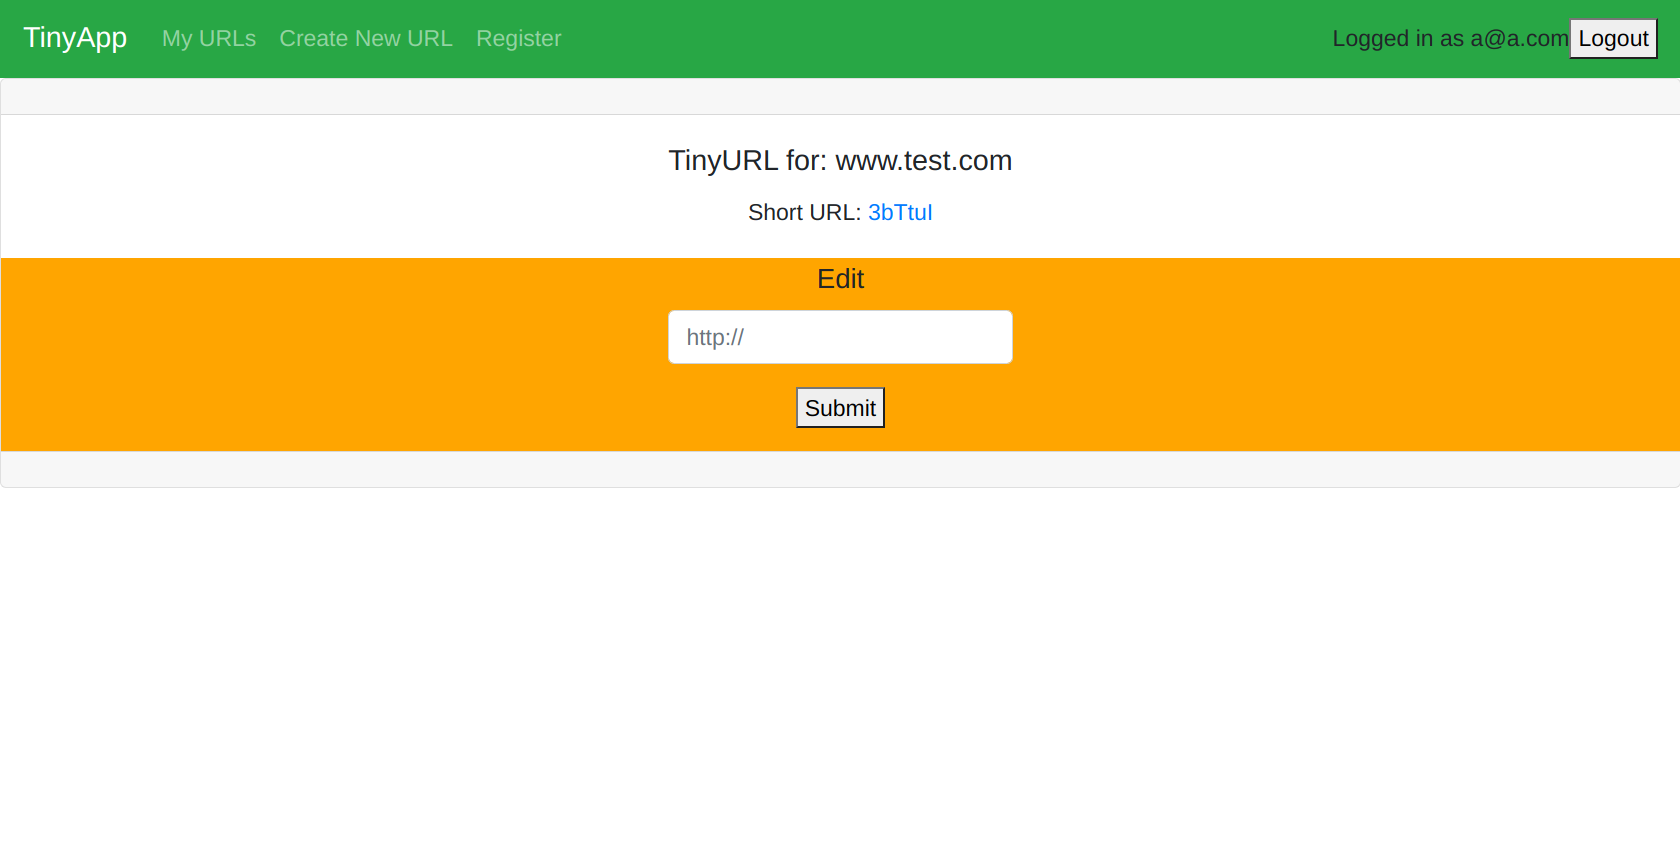 TinyApp My URLs Create New URL Register Logged in as a@a.com Logout
TinyURL for: www.test.com
Short URL: 3bTtuI
Edit
http://
Submit